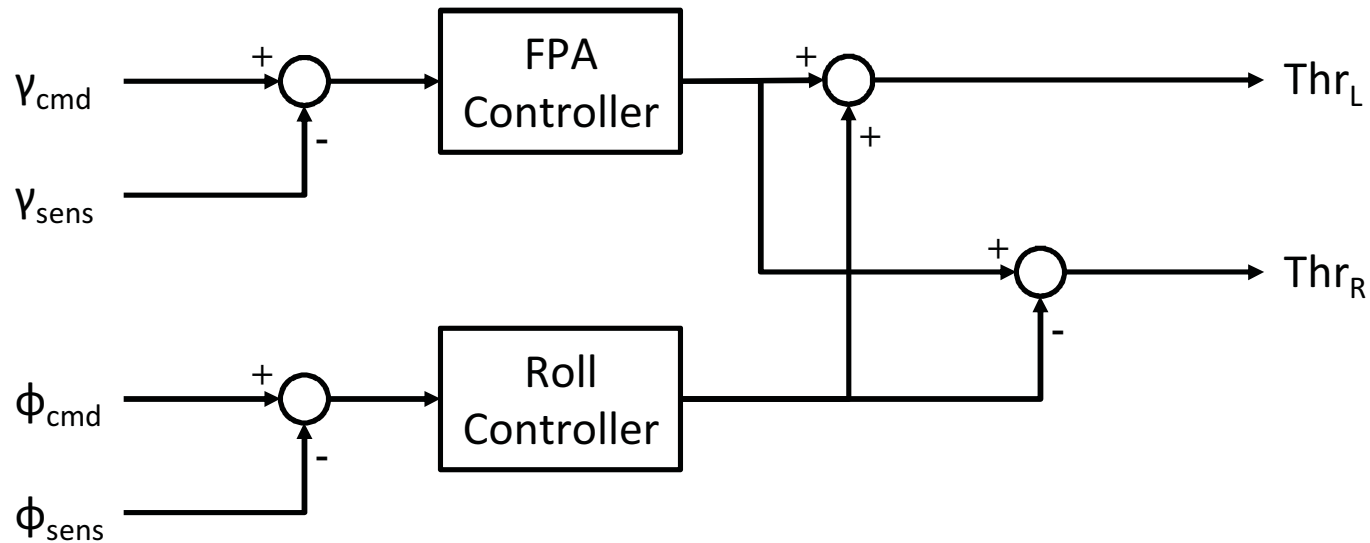 γcmd
+
-
γsens
FPA
Controller
+
+
ThrL
+
-
ThrR
ϕcmd
+
-
ϕsens
Roll
Controller